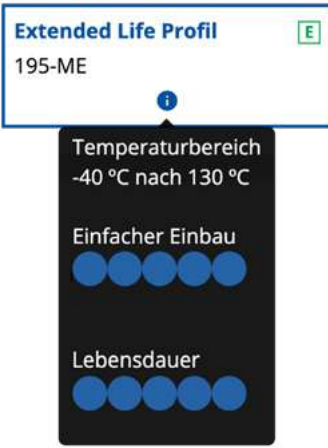 Extended Life Profil
E
195-ME
i
Temperaturbereich
-40 °C nach 130 °C
Einfacher Einbau
Lebensdauer